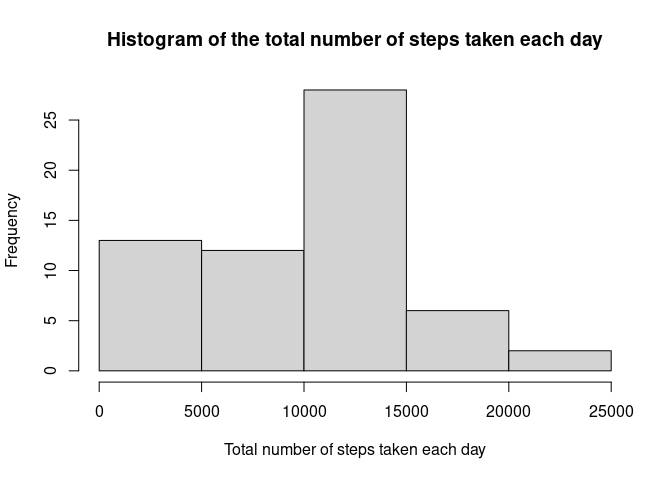 Histogram of the total number of steps taken each day
Frequency
25
20
15
10
5
0
0 5000 10000 15000 20000 25000
Total number of steps taken each day